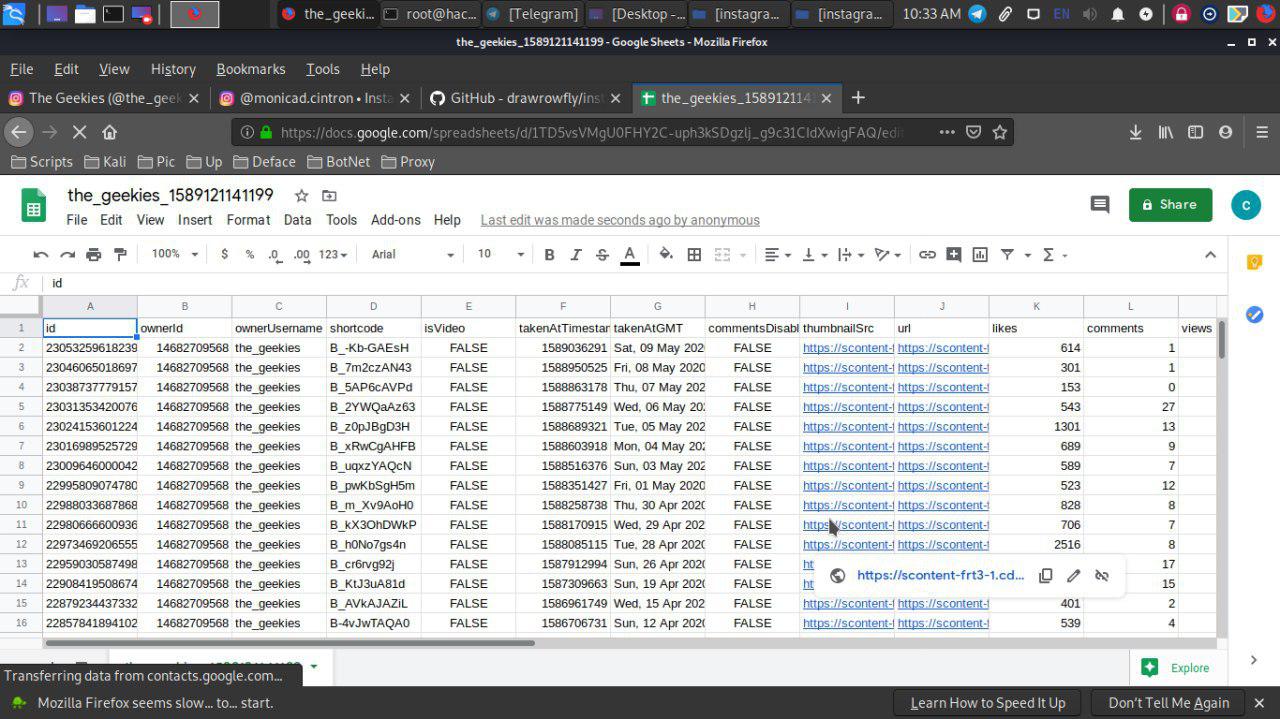 the_geeki...
root@hac...
[Telegram]
[Desktop -...
[instagra...
[instagra...
10:33 AM
EN
the_geekies_1589121141199 - Google Sheets - Mozilla Firefox
File Edit View History Bookmarks Tools Help
The Geekies (@the_geek
@monicad.cintron • Insta
GitHub - drawrowfly/inst
the_geekies_1589121141
https://docs.google.com/spreadsheets/d/1TD5vsVMgU0FHY2C-uph3kSDgzlj_g9c31CIdXwigFAQ/edi
Scripts Kali Pic Up Deface BotNet Proxy
the_geekies_1589121141199
File Edit View Insert Format Data Tools Add-ons Help Last edit was made seconds ago by anonymous
Share
C
100% $ % .0 .00 123 Arial 10 B I S A
fx id
A B C D E F G H I J K L
1 id ownerId ownerUsername shortcode isVideo takenAtTimestan takenAtGMT commentsDisabl thumbnailSrc url likes comments views
2 23053259618239 14682709568 the_geekies B_-Kb-GAEsH FALSE 1589036291 Sat, 09 May 202 FALSE https://scontent-f https://scontent-f 614 1
3 23046065018697 14682709568 the_geekies B_7m2czAN43 FALSE 1588950525 Fri, 08 May 2020 FALSE https://scontent-f https://scontent-f 301 1
4 23038737779157 14682709568 the_geekies B_5AP6cAVPd FALSE 1588863178 Thu, 07 May 202 FALSE https://scontent-f https://scontent-f 153 0
5 23031353420076 14682709568 the_geekies B_2YWQaAz63 FALSE 1588775149 Wed, 06 May 202 FALSE https://scontent-f https://scontent-f 543 27
6 23024153601224 14682709568 the_geekies B_z0pJBgD3H FALSE 1588689321 Tue, 05 May 202 FALSE https://scontent-f https://scontent-f 1301 13
7 23016989525729 14682709568 the_geekies B_xRwCgAHFB FALSE 1588603918 Mon, 04 May 202 FALSE https://scontent-f https://scontent-f 689 9
8 23009646000042 14682709568 the_geekies B_uqxzYAQcN FALSE 1588516376 Sun, 03 May 202 FALSE https://scontent-f https://scontent-f 589 7
9 22995809074780 14682709568 the_geekies B_pwKbSgH5m FALSE 1588351427 Fri, 01 May 2020 FALSE https://scontent-f https://scontent-f 523 12
10 22988033687868 14682709568 the_geekies B_m_Xv9AoH0 FALSE 1588258738 Thu, 30 Apr 2020 FALSE https://scontent-f https://scontent-f 828 8
11 22980666600936 14682709568 the_geekies B_kX3OhDWkP FALSE 1588170915 Wed, 29 Apr 202 FALSE https://scontent-f https://scontent-f 706 7
12 22973469206555 14682709568 the_geekies B_h0No7gs4n FALSE 1588085115 Tue, 28 Apr 2020 FALSE https://scontent-f https://scontent-f 2516 8
13 22959030587498 14682709568 the_geekies B_cr6rvg92j FALSE 1587912994 Sun, 26 Apr 2020 FALSE ht 17
https://scontent-frt3-1.cd...
14 22908419508674 14682709568 the_geekies B_KtJ3uA81d FALSE 1587309663 Sun, 19 Apr 2020 FALSE ht 15
15 22879234437332 14682709568 the_geekies B_AVkAJAZiL FALSE 1586961749 Wed, 15 Apr 202 FALSE https://scontent-f https://scontent-f 401 2
16 22857841894102 14682709568 the_geekies B-4vJwTAQA0 FALSE 1586706731 Sun, 12 Apr 2020 FALSE https://scontent-f https://scontent-f 539 4
Explore
Transferring data from contacts.google.com...
Mozilla Firefox seems slow... to... start.
Learn How to Speed It Up
Don't Tell Me Again